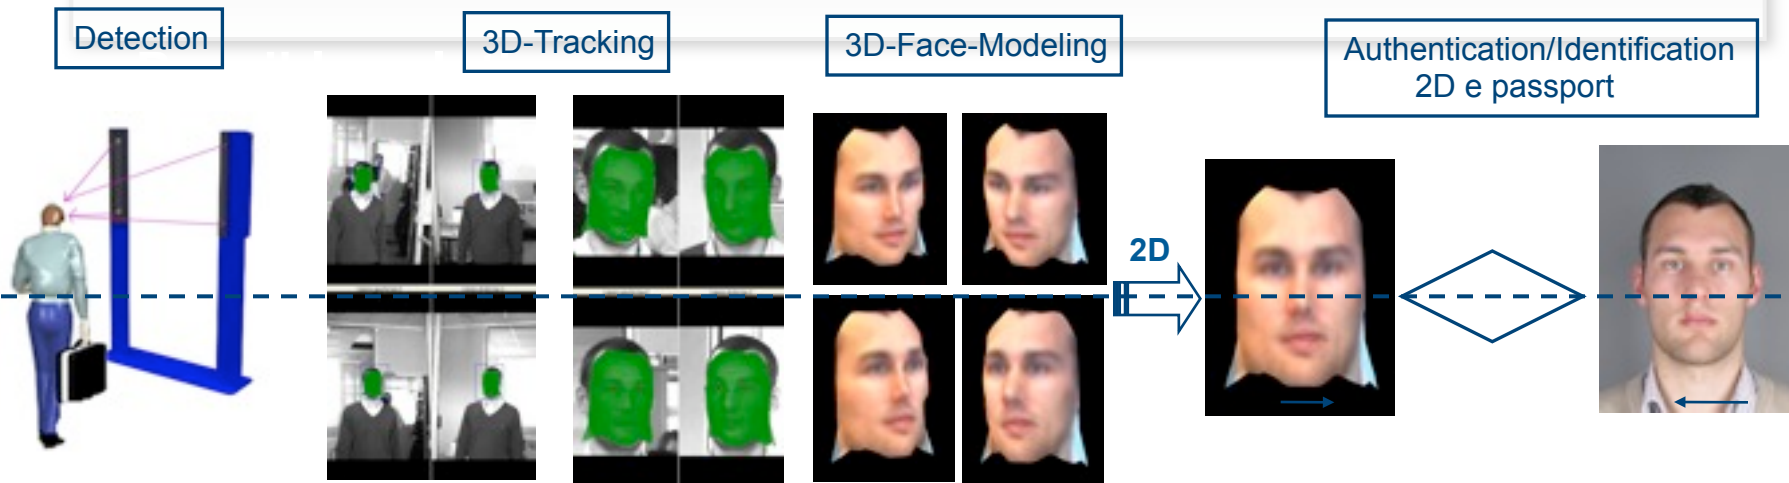 Detection
3D-Tracking
3D-Face-Modeling
Authentication/Identification
2D e passport
2D